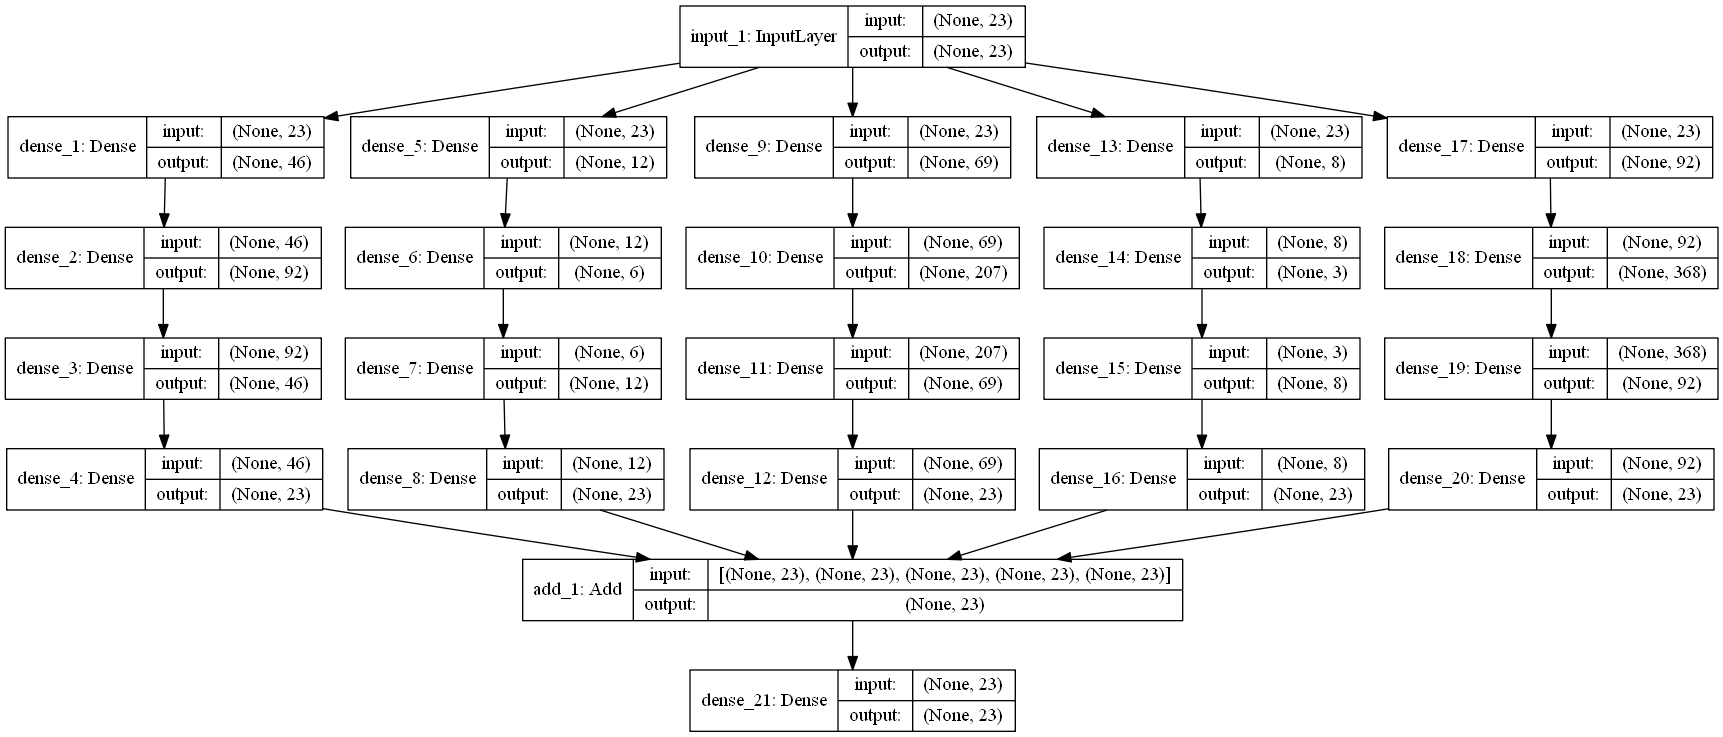 input_1: InputLayer input: (None, 23)
output: (None, 23)
dense_1: Dense input: (None, 23)
output: (None, 46)
dense_5: Dense input: (None, 23)
output: (None, 12)
dense_9: Dense input: (None, 23)
output: (None, 69)
dense_13: Dense input: (None, 23)
output: (None, 8)
dense_17: Dense input: (None, 23)
output: (None, 92)
dense_2: Dense input: (None, 46)
output: (None, 92)
dense_6: Dense input: (None, 12)
output: (None, 6)
dense_10: Dense input: (None, 69)
output: (None, 207)
dense_14: Dense input: (None, 8)
output: (None, 3)
dense_18: Dense input: (None, 92)
output: (None, 368)
dense_3: Dense input: (None, 92)
output: (None, 46)
dense_7: Dense input: (None, 6)
output: (None, 12)
dense_11: Dense input: (None, 207)
output: (None, 69)
dense_15: Dense input: (None, 3)
output: (None, 8)
dense_19: Dense input: (None, 368)
output: (None, 92)
dense_4: Dense input: (None, 46)
output: (None, 23)
dense_8: Dense input: (None, 12)
output: (None, 23)
dense_12: Dense input: (None, 69)
output: (None, 23)
dense_16: Dense input: (None, 8)
output: (None, 23)
dense_20: Dense input: (None, 92)
output: (None, 23)
add_1: Add input: [(None, 23), (None, 23), (None, 23), (None, 23), (None, 23)]
output: (None, 23)
dense_21: Dense input: (None, 23)
output: (None, 23)